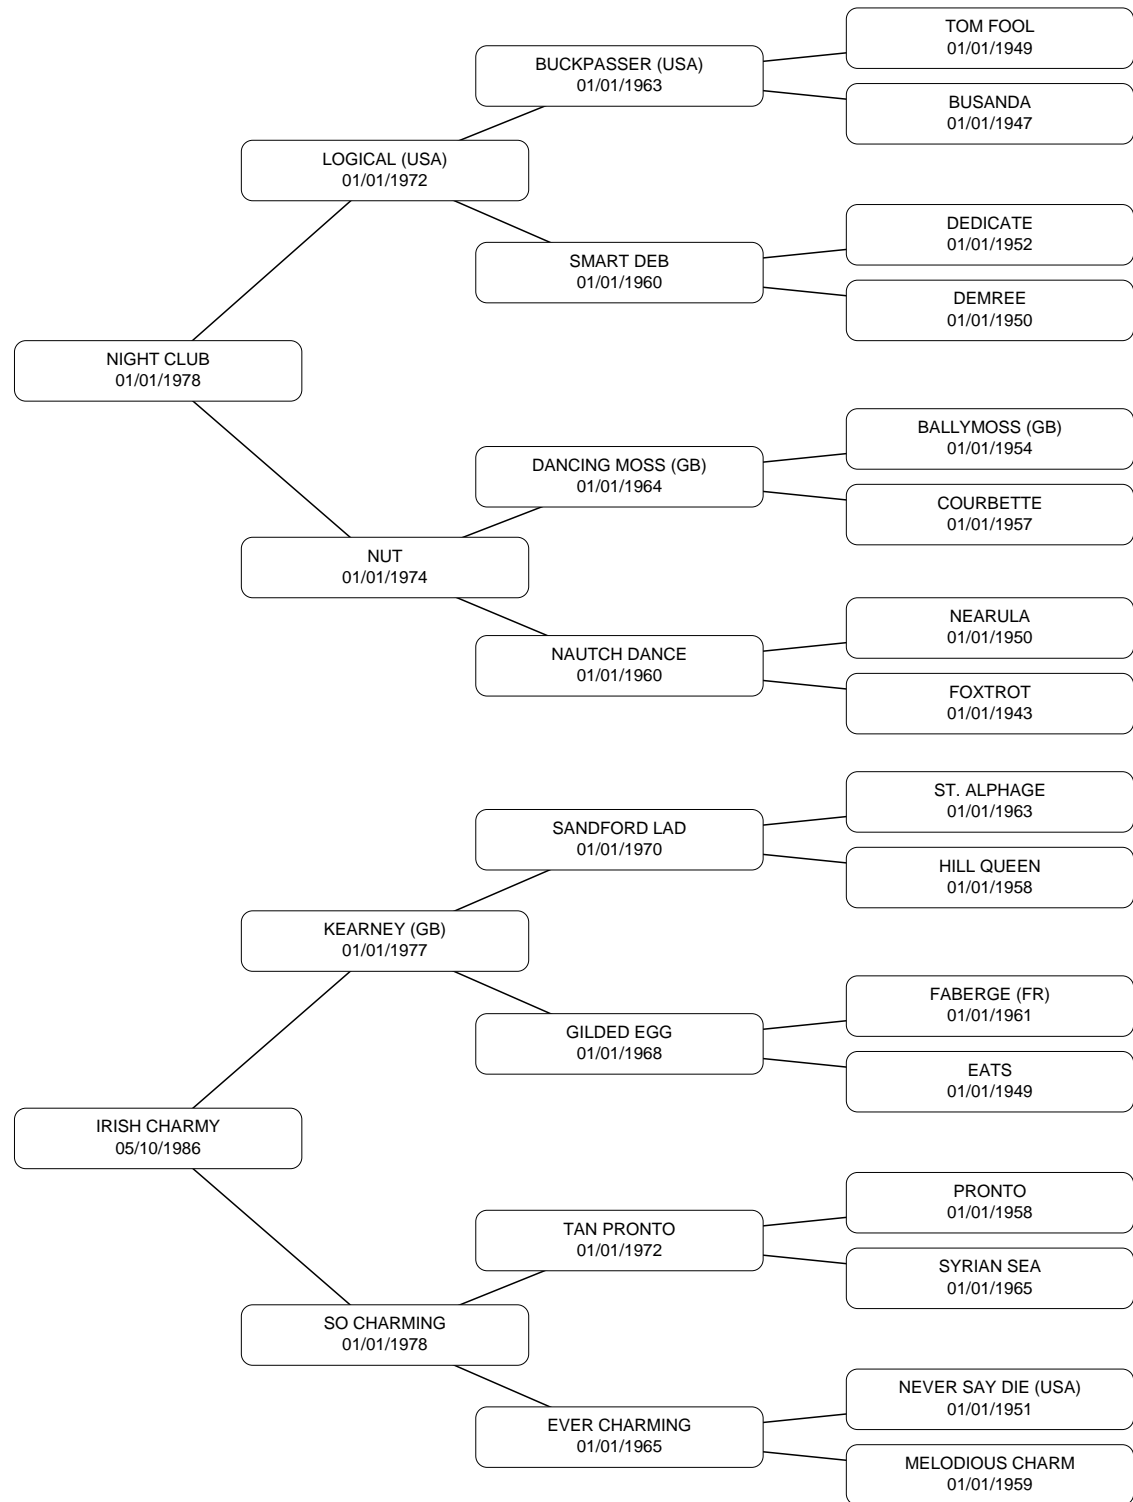 TOM FOOL
01/01/1949
BUCKPASSER (USA)
01/01/1963
BUSANDA
01/01/1947
LOGICAL (USA)
01/01/1972
DEDICATE
01/01/1952
SMART DEB
01/01/1960
DEMREE
01/01/1950
NIGHT CLUB
01/01/1978
BALLYMOSS (GB)
01/01/1954
DANCING MOSS (GB)
01/01/1964
COURBETTE
01/01/1957
NUT
01/01/1974
NEARULA
01/01/1950
NAUTCH DANCE
01/01/1960
FOXTROT
01/01/1943
ST. ALPHAGE
01/01/1963
SANDFORD LAD
01/01/1970
HILL QUEEN
01/01/1958
KEARNEY (GB)
01/01/1977
FABERGE (FR)
01/01/1961
GILDED EGG
01/01/1968
EATS
01/01/1949
IRISH CHARMY
05/10/1986
PRONTO
01/01/1958
TAN PRONTO
01/01/1972
SYRIAN SEA
01/01/1965
SO CHARMING
01/01/1978
NEVER SAY DIE (USA)
01/01/1951
EVER CHARMING
01/01/1965
MELODIOUS CHARM
01/01/1959